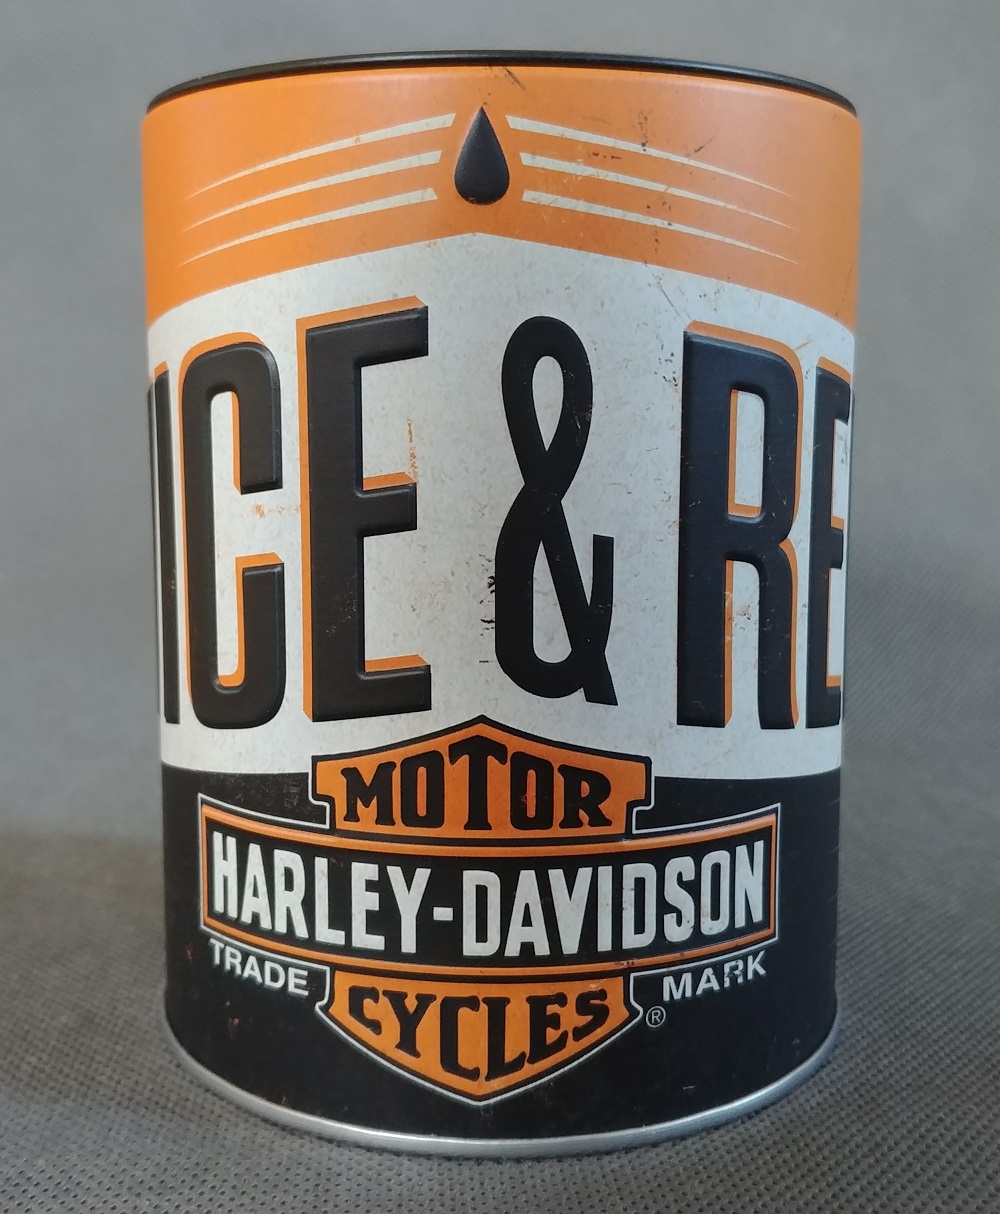 ICE & RE
MOTOR
HARLEY-DAVIDSON
TRADE MARK
CYCLES ®